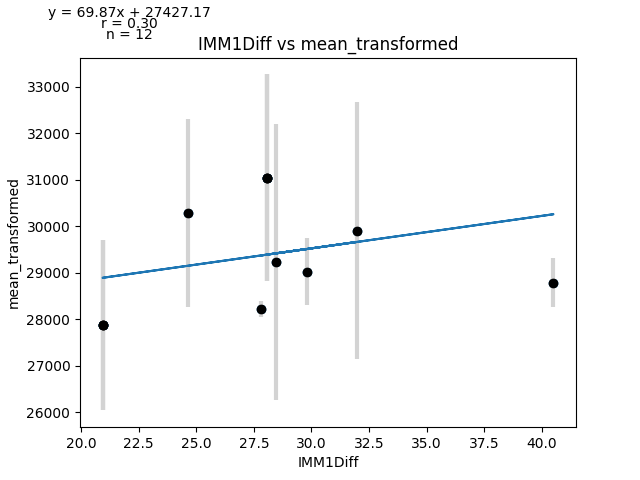 y = 69.87x + 27427.17
r = 0.30
n = 12
IMM1Diff vs mean_transformed
33000
32000
31000
30000
29000
28000
27000
26000
mean_transformed
20.0 22.5 25.0 27.5 30.0 32.5 35.0 37.5 40.0
IMM1Diff